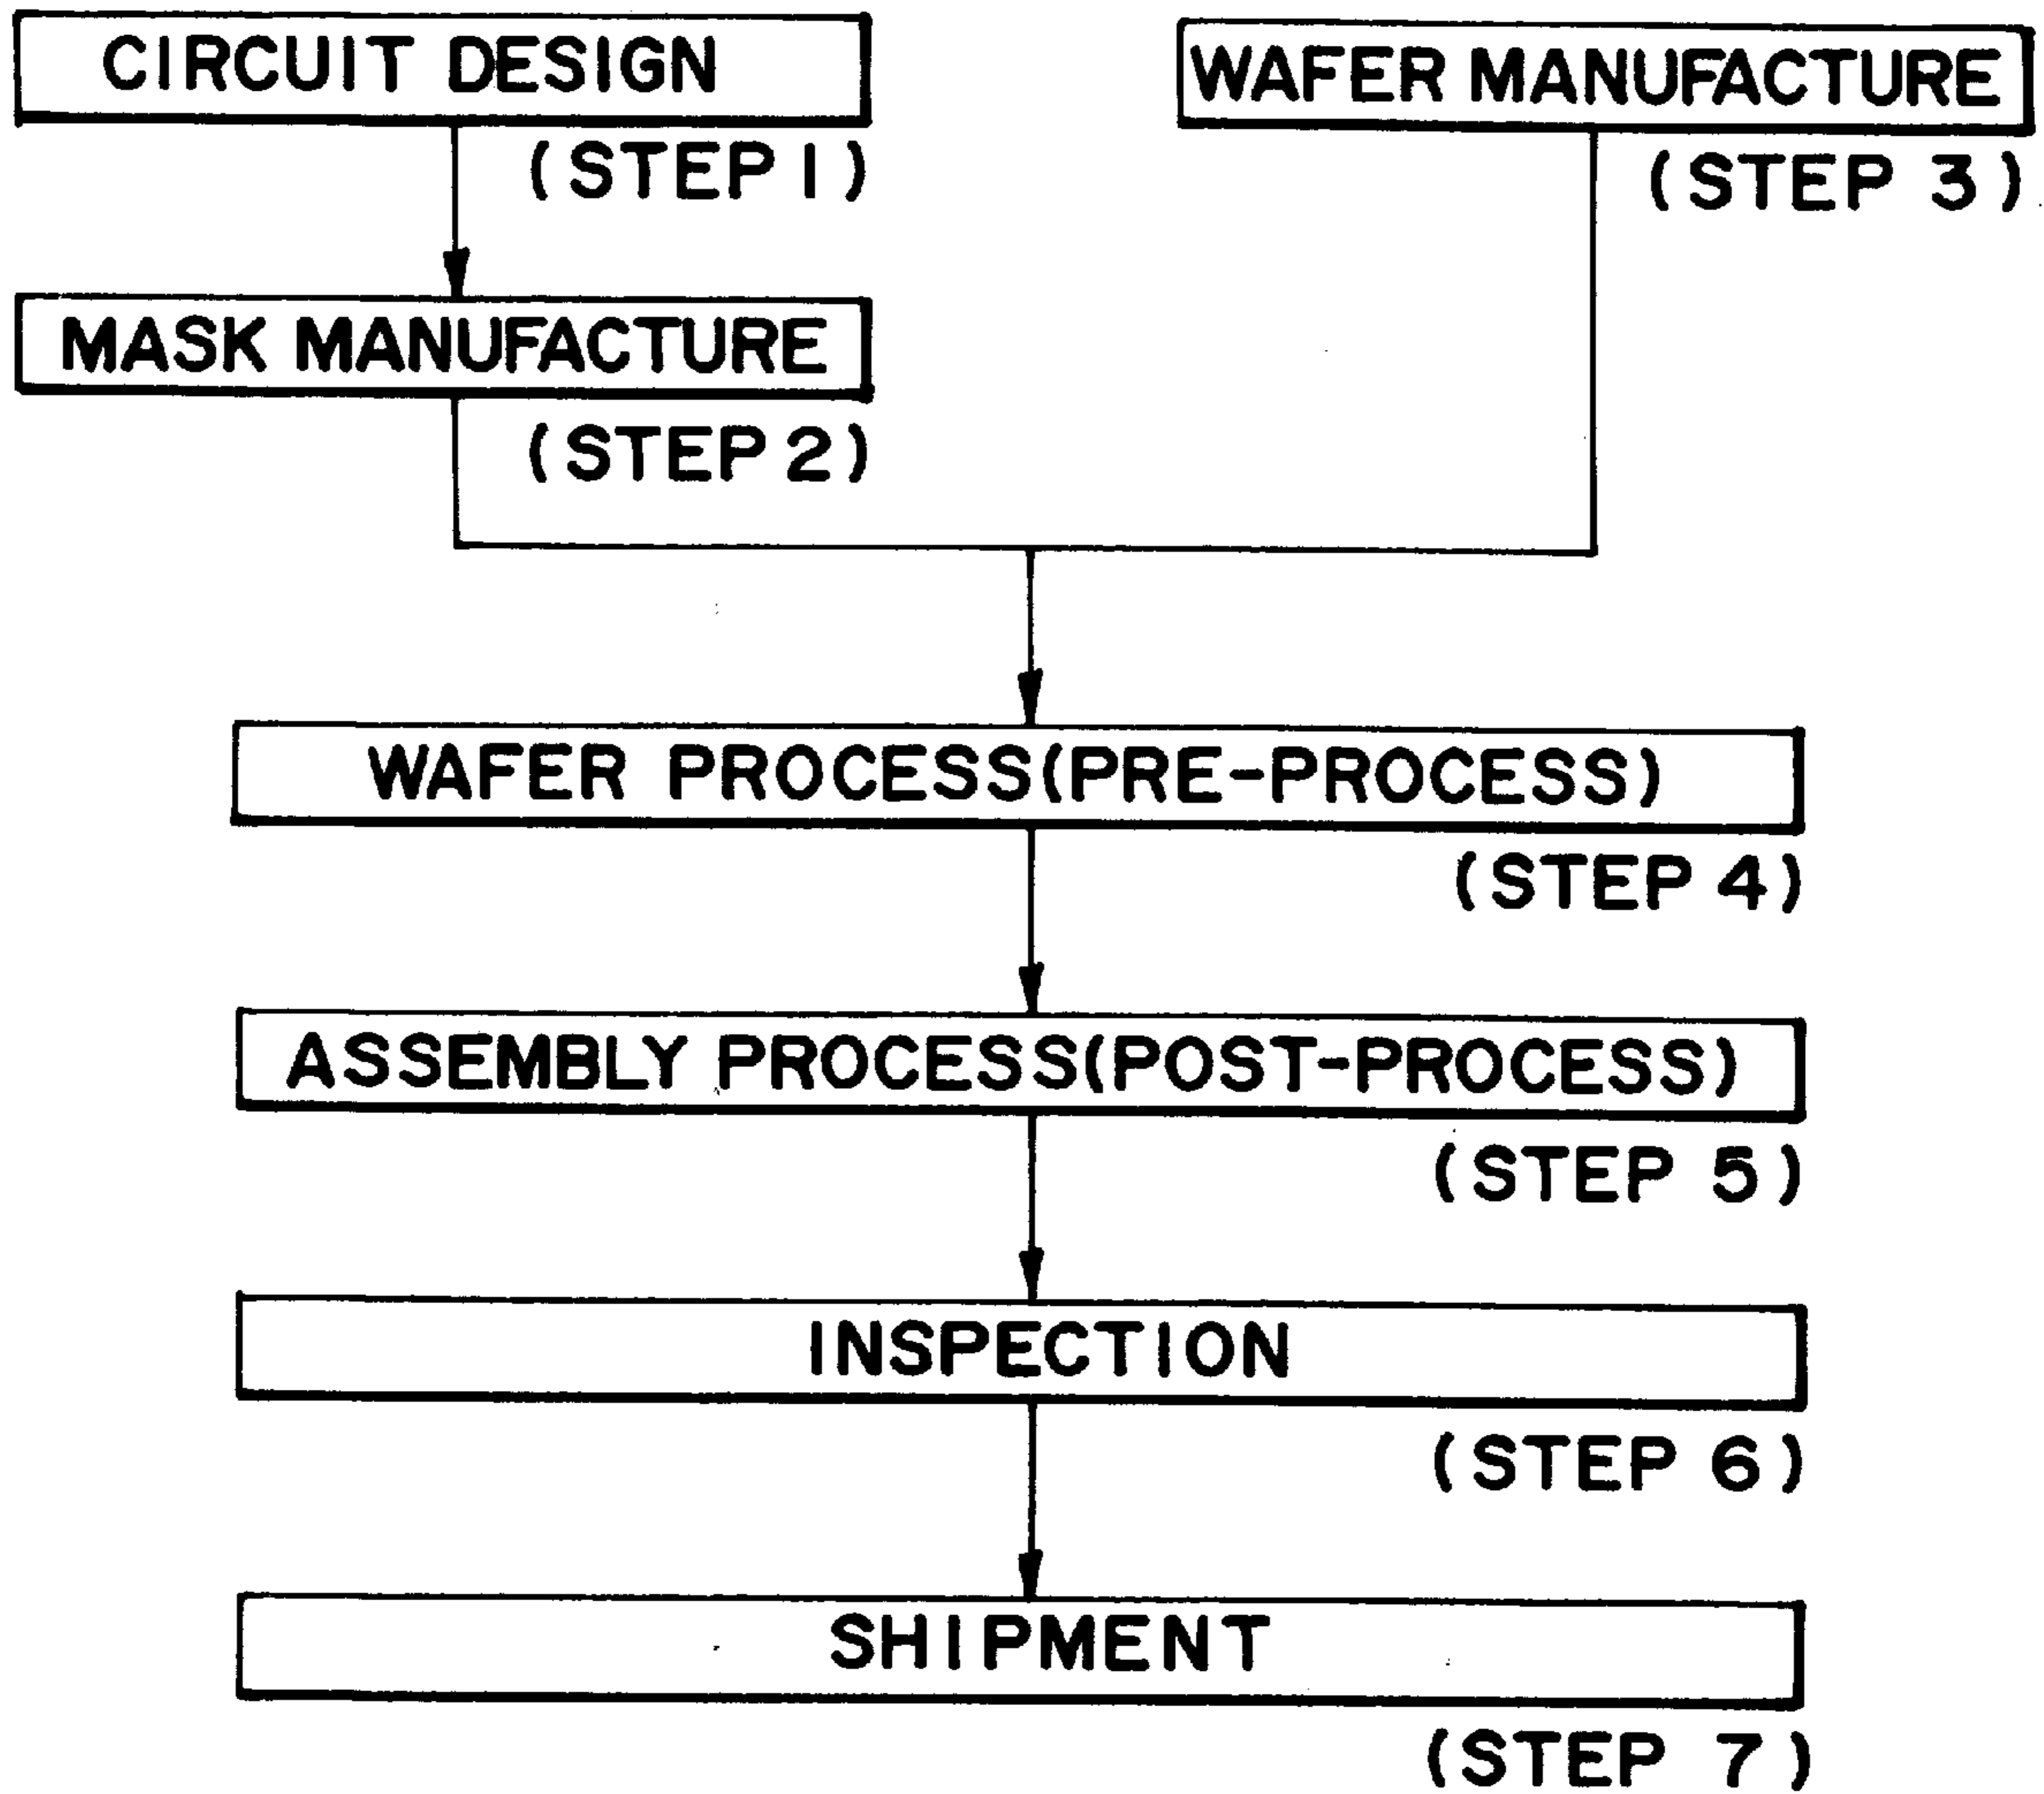 CIRCUIT DESIGN
(STEP 1)
WAFER MANUFACTURE
(STEP 3)
MASK MANUFACTURE
(STEP 2)
WAFER PROCESS(PRE-PROCESS)
(STEP 4)
ASSEMBLY PROCESS(POST-PROCESS)
(STEP 5)
INSPECTION
(STEP 6)
SHIPMENT
(STEP 7)